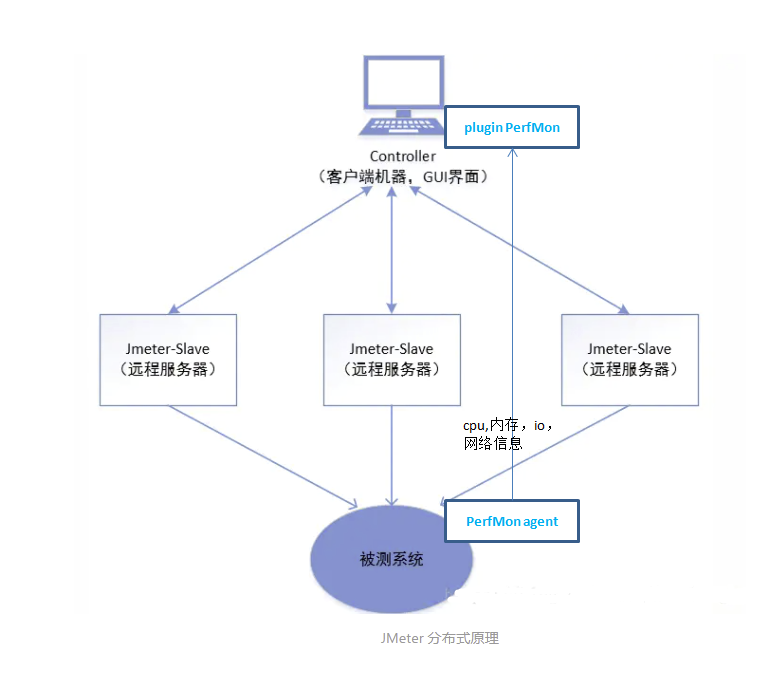 plugin PerfMon
Controller
（客户端机器，GUI界面）
Jmeter-Slave
（远程服务器）
Jmeter-Slave
（远程服务器）
Jmeter-Slave
（远程服务器）
cpu,内存，io，
网络信息
PerfMon agent
被测系统
JMeter 分布式原理